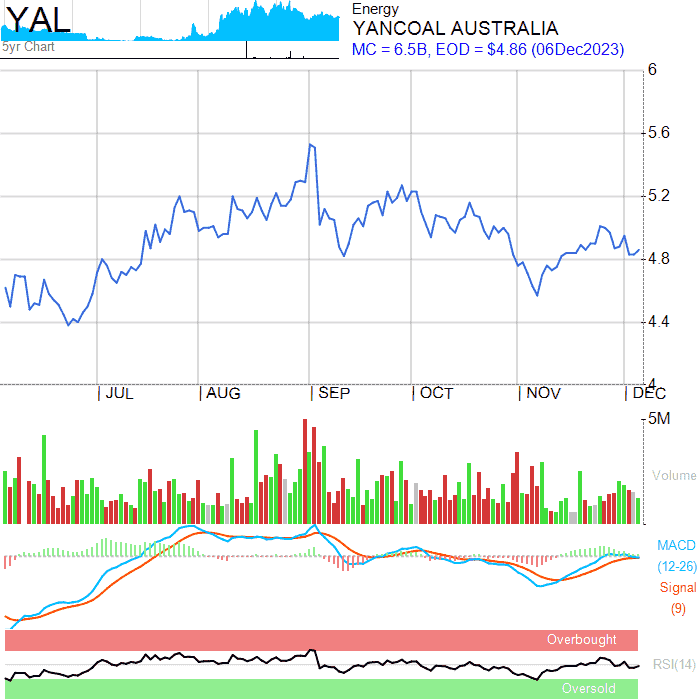 YAL
5yr Chart
Energy
YANCOAL AUSTRALIA
MC = 6.5B, EOD = $4.86 (06Dec2023)
6
5.6
5.2
4.8
4.4
4
JUL AUG SEP OCT NOV DEC
5M
Volume
MACD
(12-26)
Signal
(9)
Overbought
RSI(14)
Oversold